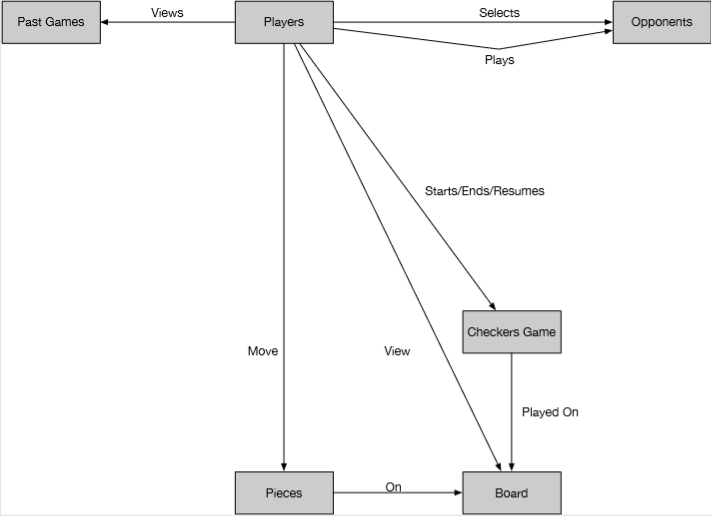 Past Games
Views
Players
Selects
Opponents
Plays
Starts/Ends/Resumes
Checkers Game
Move
View
Played On
Pieces
On
Board